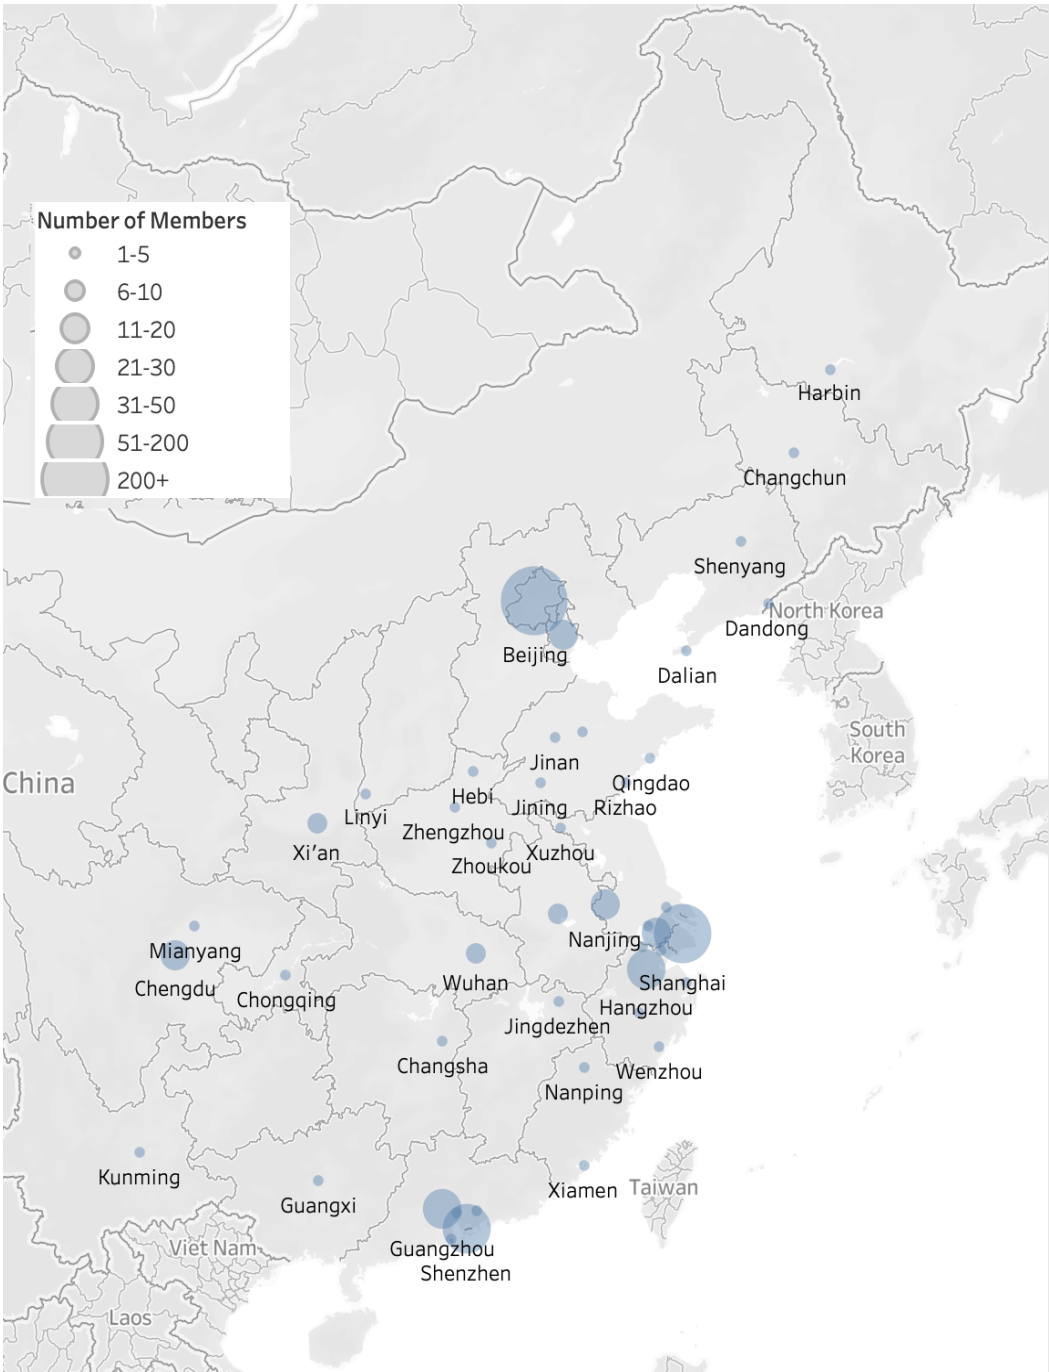 Number of Members
1-5
6-10
11-20
21-30
31-50
51-200
200+
Harbin
Changchun
Shenyang
North Korea
Dandong
Beijing
Dalian
South
Korea
China
Jinan
Qingdao
Hebi
Jining
Rizhao
Linyi
Zhengzhou
Xi’an
Xuzhou
Zhoukou
Nanjing
Mianyang
Chengdu
Chongqing
Wuhan
Shanghai
Hangzhou
Jingdezhen
Changsha
Wenzhou
Nanping
Kunming
Guangxi
Xiamen
Taiwan
Viet Nam
Guangzhou
Shenzhen
Laos